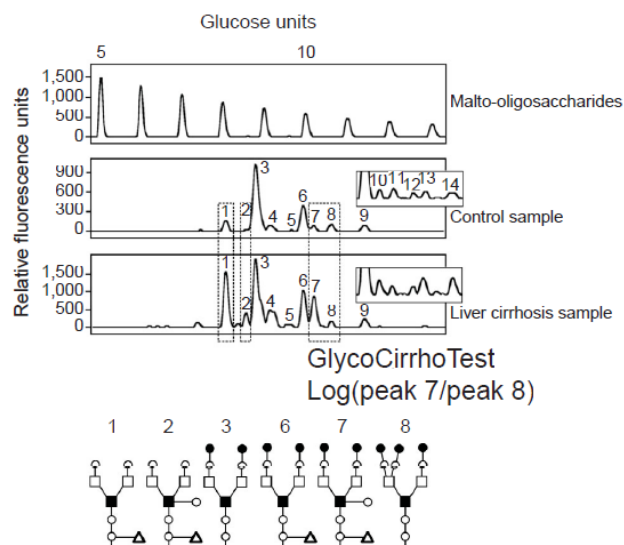 Glucose units
5 10
1,500
1,000
500
0
Malto-oligosaccharides
Relative fluorescence units
900
600
300
0
1 2 3 4 5 6 7 8 9
10 11 12 13 14
Control sample
1,500
1,000
500
0
1 2 3 4 5 6 7 8 9
Liver cirrhosis sample
GlycoCirrhoTest
Log(peak 7/peak 8)
1 2 3 6 7 8